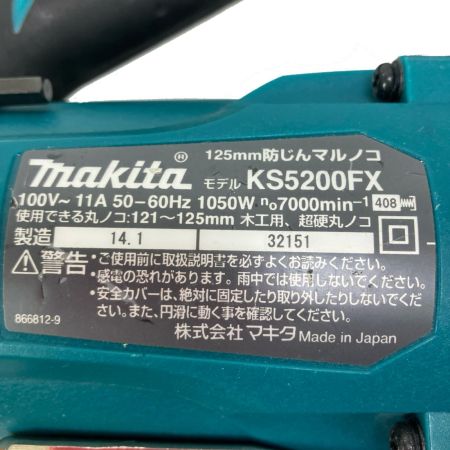 makita® 125mm防じんマルノコ
モデル KS5200FX
100V~ 11A 50-60Hz 1050W n₀7000min⁻¹ 408
使用できる丸ノコ:121~125mm 木工用、超硬丸ノコ
製造 14.1 32151
⚠警告 •ご使用前に取扱説明書を必ずよくお読みください。
•感電の恐れがあります。雨中では使用しないでください。
•安全カバーは、絶対に固定したり取り外したりしないでくだ
さい。また、円滑に動く事を確認してください。
866812-9
株式会社マキタ Made in Japan